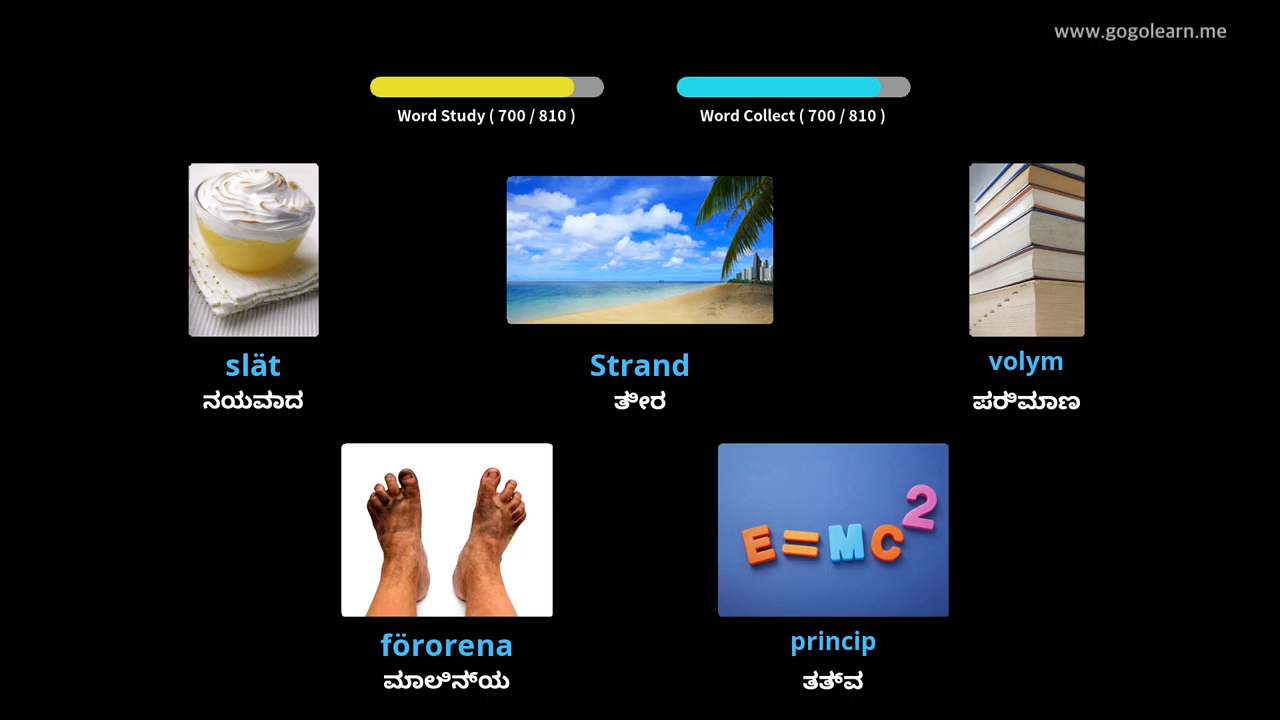 www.gogolearn.me
Word Study ( 700 / 810 )
Word Collect ( 700 / 810 )
slät
ನಯವಾದ
Strand
ತೀರ
volym
ಪರಿಮಾಣ
förorena
ಮಾಲಿನ್ಯ
princip
ತತ್ವ
E=MC2